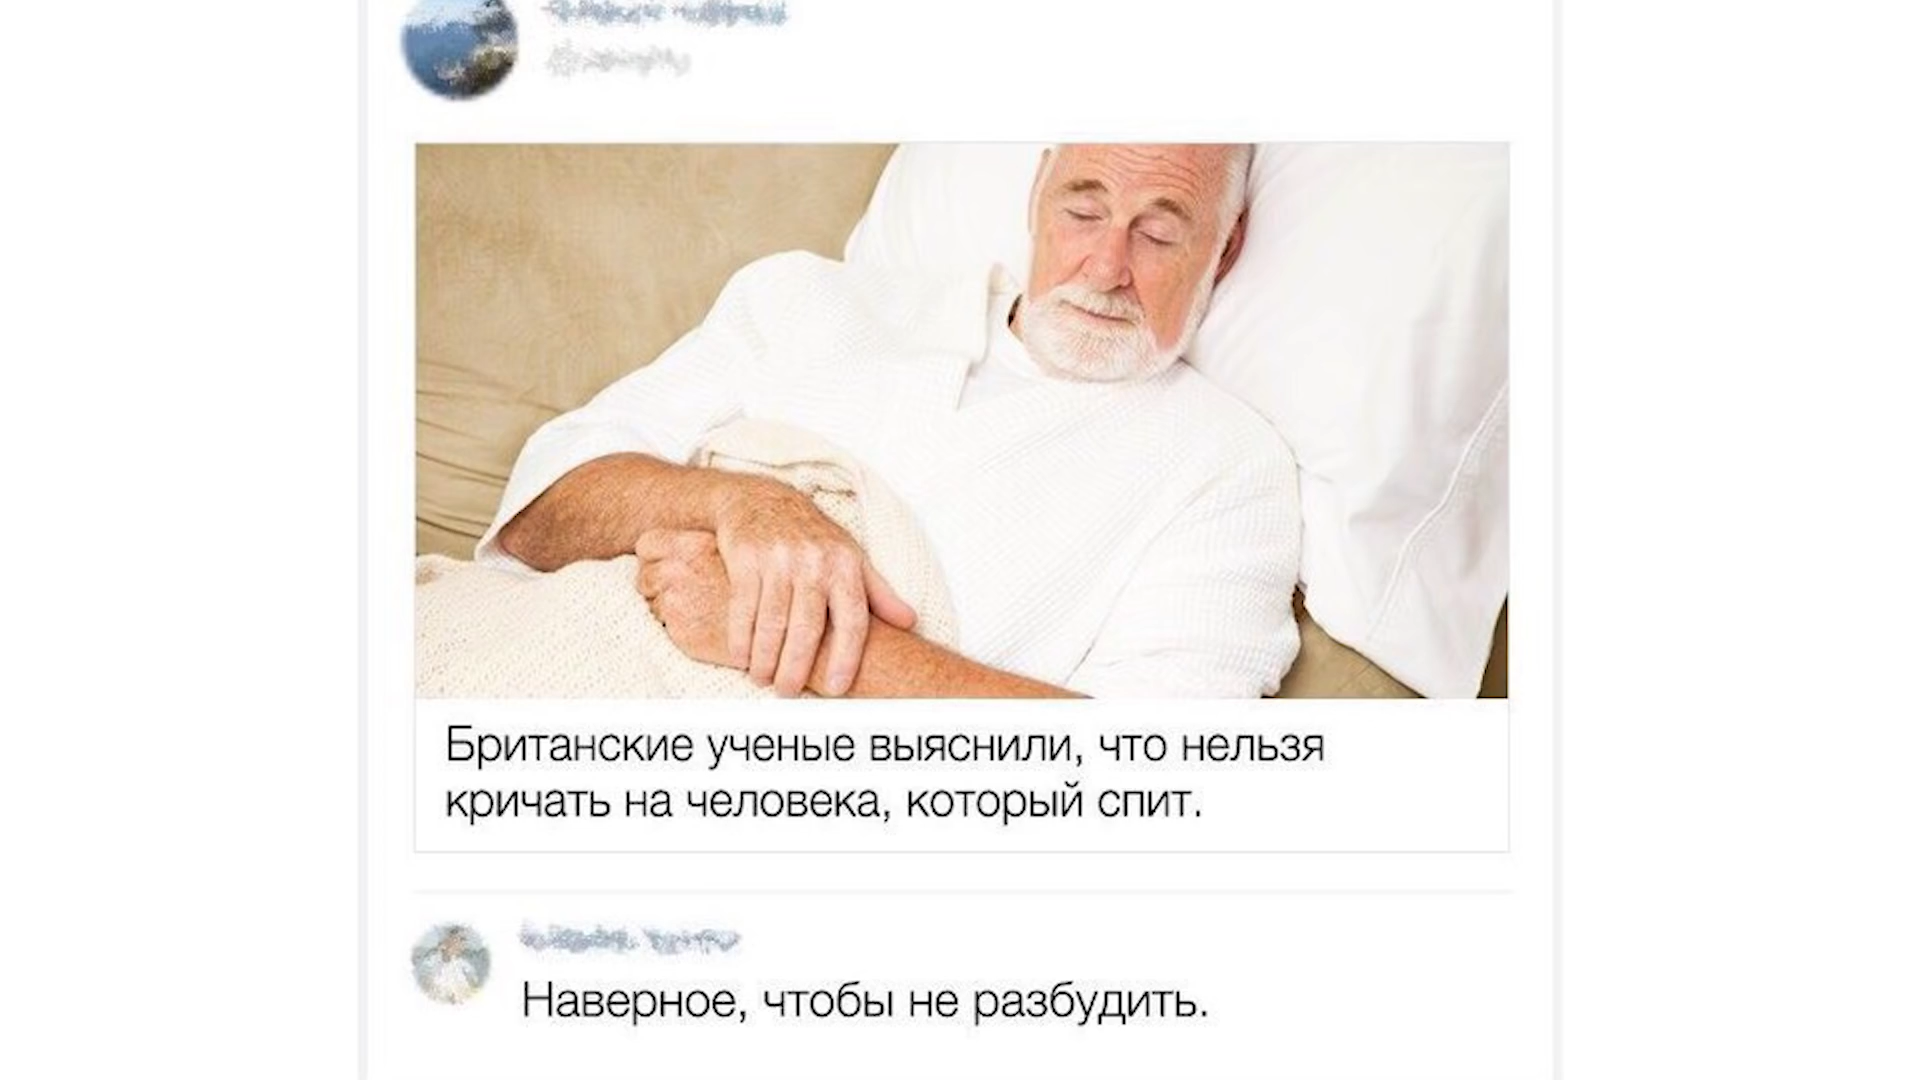 Британские ученые выяснили, что нельзя
кричать на человека, который спит.
Наверное, чтобы не разбудить.